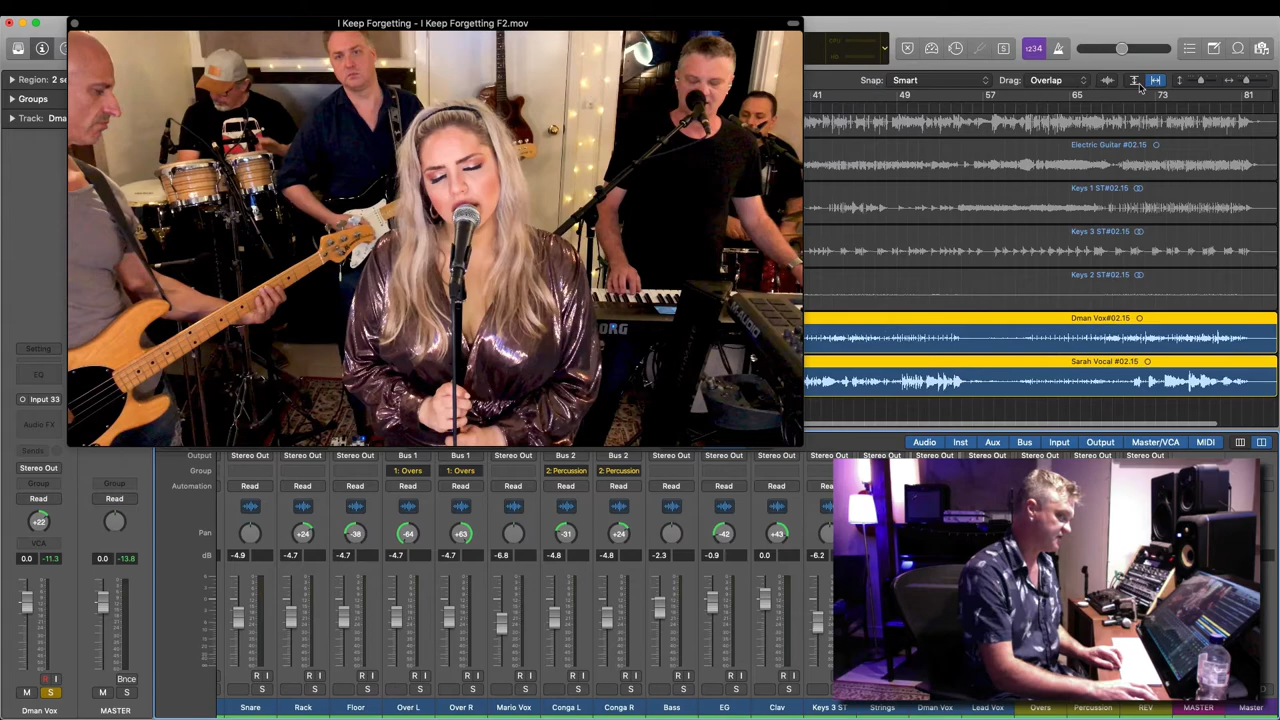 I Keep Forgetting - I Keep Forgetting F2.mov
1234
Region: 2 se
Snap: Smart Drag: Overlap
41 49 57 65 73 81
Groups
Track: Dma
Electric Guitar #02.15
Keys 1 ST#02.15
Keys 3 ST#02.15
Keys 2 ST#02.15
Dman Vox#02.15
Sarah Vocal #02.15
KORG
M-AUDIO
Setting
EQ
Input 33
Audio FX
Sends
Stereo Out
Group Group
Read Read
+22
VCA
0.0 -11.3 0.0 -13.8
R I Bnce
M S M S
Dman Vox MASTER
Audio Inst Aux Bus Input Output Master/VCA MIDI
Output Stereo Out Stereo Out Stereo Out Bus 1 Bus 1 Stereo Out Bus 2 Bus 2 Stereo Out Stereo Out Stereo Out Stereo Out Stereo Out Stereo Out Stereo Out Stereo Out Stereo Out Stereo Out
Group 1: Overs 1: Overs 2: Percussion 2: Percussion
Automation Read Read Read Read Read Read Read Read Read Read Read Read
Pan +24 -38 -64 +63 -31 +24 -42 +43
dB -4.9 -4.7 -4.7 -4.7 -4.7 -6.8 -4.8 -4.8 -2.3 -0.9 0.0 -6.2
R I R I R I R I R I R I R I R I R I R I R I R
S S S S S S S S S S S
Snare Rack Floor Over L Over R Mario Vox Conga L Conga R Bass EG Clav Keys 3 ST Strings Dman Vox Lead Vox Overs Percussion REV MASTER Master